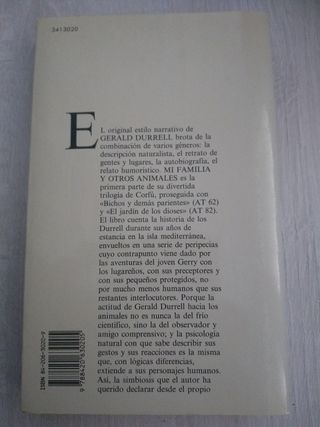 3413020
EL original estilo narrativo de
GERALD DURRELL brota de la
combinación de varios géneros: la
descripción naturalista, el retrato de
gentes y lugares, la autobiografía, el
relato humorístico. MI FAMILIA
Y OTROS ANIMALES es la
primera parte de su divertida
trilogía de Corfú, proseguida con
«Bichos y demás parientes» (AT 62)
y «El jardín de los dioses» (AT 82).
El libro cuenta la historia de los
Durrell durante sus años de
estancia en la isla mediterránea,
envueltos en una serie de peripecias
cuyo contrapunto viene dado por
las aventuras del joven Gerry con
los lugareños, con sus preceptores y
con sus pequeños protegidos, no
por mucho menos humanos que sus
restantes interlocutores. Porque la
actitud de Gerald Durrell hacia los
animales no es nunca la del frío
científico, sino la del observador y
amigo comprensivo; y la psicología
natural con que sabe describir sus
gestos y sus reacciones es la misma
que, con lógicas diferencias,
extiende a sus personajes humanos.
Así, la simbiosis que el autor ha
querido declarar desde el propio
ISBN 84-206-3020-9
9 788420 630205